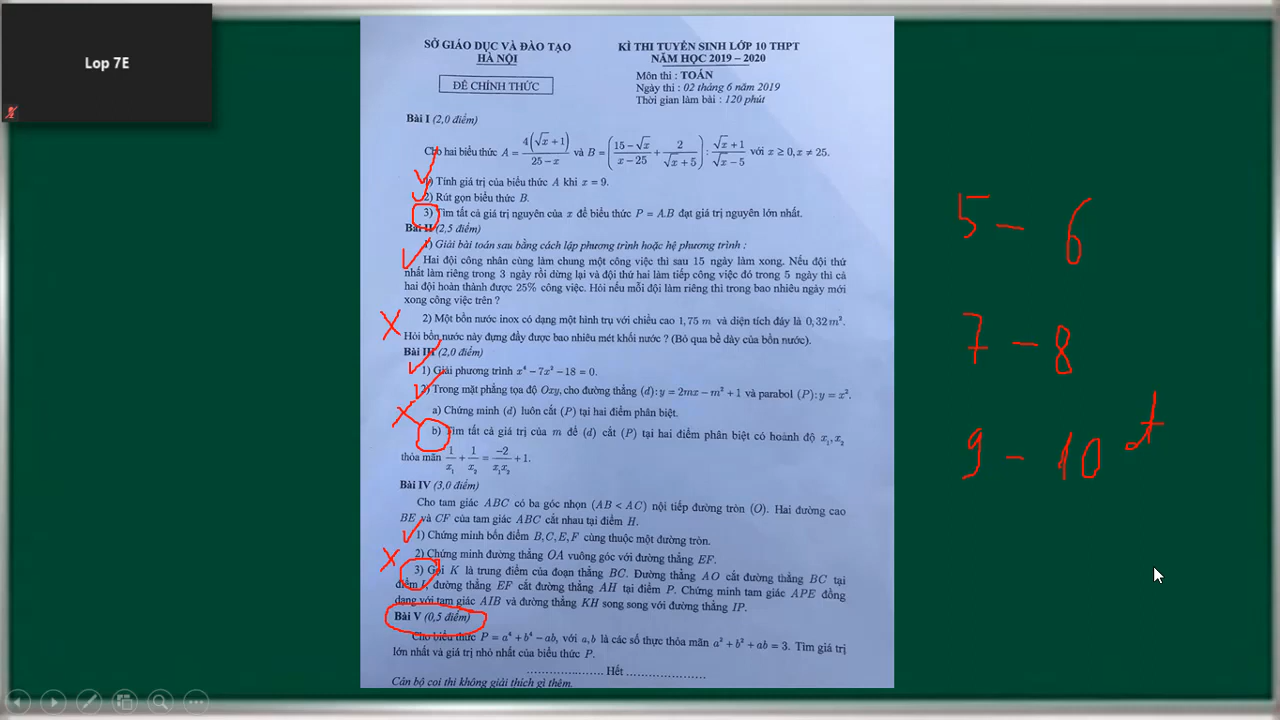 Lop 7E
SỞ GIÁO DỤC VÀ ĐÀO TẠO
HÀ NỘI
ĐỀ CHÍNH THỨC
KÌ THI TUYỂN SINH LỚP 10 THPT
NĂM HỌC 2019 – 2020
Môn thi : TOÁN
Ngày thi : 02 tháng 6 năm 2019
Thời gian làm bài : 120 phút
Bài I (2,0 điểm)
Cho hai biểu thức A = 4(√x+1)/(25−x) và B = ((15−√x)/(x−25) + 2/(√x+5)) : (√x+1)/(√x−5) với x ≥ 0, x ≠ 25.
1) Tính giá trị của biểu thức A khi x = 9.
2) Rút gọn biểu thức B.
3) Tìm tất cả giá trị nguyên của x để biểu thức P = A.B đạt giá trị nguyên lớn nhất.
Bài II (2,5 điểm)
1) Giải bài toán sau bằng cách lập phương trình hoặc hệ phương trình :
Hai đội công nhân cùng làm chung một công việc thì sau 15 ngày làm xong. Nếu đội thứ
nhất làm riêng trong 3 ngày rồi dừng lại và đội thứ hai làm tiếp công việc đó trong 5 ngày thì cả
hai đội hoàn thành được 25% công việc. Hỏi nếu mỗi đội làm riêng thì trong bao nhiêu ngày mới
xong công việc trên ?
2) Một bồn nước inox có dạng một hình trụ với chiều cao 1,75 m và diện tích đáy là 0,32 m².
Hỏi bồn nước này đựng đầy được bao nhiêu mét khối nước ? (Bỏ qua bề dày của bồn nước).
Bài III (2,0 điểm)
1) Giải phương trình x⁴ − 7x² − 18 = 0.
2) Trong mặt phẳng tọa độ Oxy, cho đường thẳng (d): y = 2mx − m² + 1 và parabol (P): y = x².
a) Chứng minh (d) luôn cắt (P) tại hai điểm phân biệt.
b) Tìm tất cả giá trị của m để (d) cắt (P) tại hai điểm phân biệt có hoành độ x₁, x₂
thỏa mãn 1/x₁ + 1/x₂ = −2/(x₁x₂) + 1.
Bài IV (3,0 điểm)
Cho tam giác ABC có ba góc nhọn (AB < AC) nội tiếp đường tròn (O). Hai đường cao
BE và CF của tam giác ABC cắt nhau tại điểm H.
1) Chứng minh bốn điểm B, C, E, F cùng thuộc một đường tròn.
2) Chứng minh đường thẳng OA vuông góc với đường thẳng EF.
3) Gọi K là trung điểm của đoạn thẳng BC. Đường thẳng AO cắt đường thẳng BC tại
điểm I, đường thẳng EF cắt đường thẳng AH tại điểm P. Chứng minh tam giác APE đồng
dạng với tam giác AIB và đường thẳng KH song song với đường thẳng IP.
Bài V (0,5 điểm)
Cho biểu thức P = a⁴ + b⁴ − ab, với a, b là các số thực thỏa mãn a² + b² + ab = 3. Tìm giá trị
lớn nhất và giá trị nhỏ nhất của biểu thức P.
.................... Hết ....................
Cán bộ coi thi không giải thích gì thêm.
5 – 6
7 – 8
9 – 10 đ